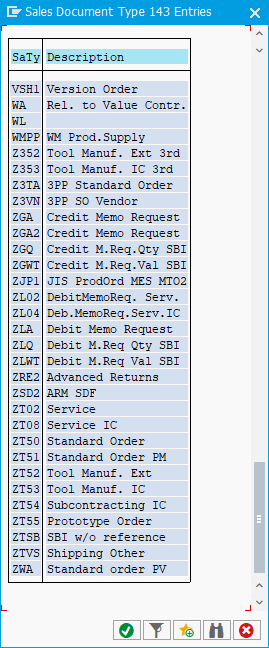 Sales Document Type 143 Entries
SaTy Description
VSH1 Version Order
WA Rel. to Value Contr.
WL
WMPP WM Prod.Supply
Z352 Tool Manuf. Ext 3rd
Z353 Tool Manuf. IC 3rd
Z3TA 3PP Standard Order
Z3VN 3PP SO Vendor
ZGA Credit Memo Request
ZGA2 Credit Memo Request
ZGQ Credit M.Req.Qty SBI
ZGWT Credit M.Req.Val SBI
ZJP1 JIS ProdOrd MES MTO2
ZL02 DebitMemoReq. Serv.
ZL04 Deb.MemoReq.Serv.IC
ZLA Debit Memo Request
ZLQ Debit M.Req Qty SBI
ZLWT Debit M.Req Val SBI
ZRE2 Advanced Returns
ZSD2 ARM SDF
ZT02 Service
ZT08 Service IC
ZT50 Standard Order
ZT51 Standard Order PM
ZT52 Tool Manuf. Ext
ZT53 Tool Manuf. IC
ZT54 Subcontracting IC
ZT55 Prototype Order
ZTSB SBI w/o reference
ZTVS Shipping Other
ZWA Standard order PV